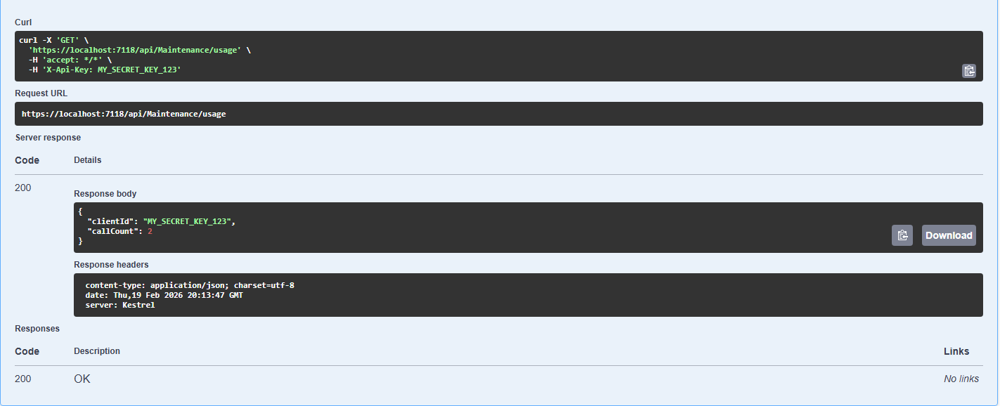 Curl
curl -X 'GET' \
  'https://localhost:7118/api/Maintenance/usage' \
  -H 'accept: */*' \
  -H 'X-Api-Key: MY_SECRET_KEY_123'
Request URL
https://localhost:7118/api/Maintenance/usage
Server response
Code Details
200
Response body
{
  "clientId": "MY_SECRET_KEY_123",
  "callCount": 2
}
Download
Response headers
content-type: application/json; charset=utf-8
date: Thu,19 Feb 2026 20:13:47 GMT
server: Kestrel
Responses
Code Description Links
200 OK No links